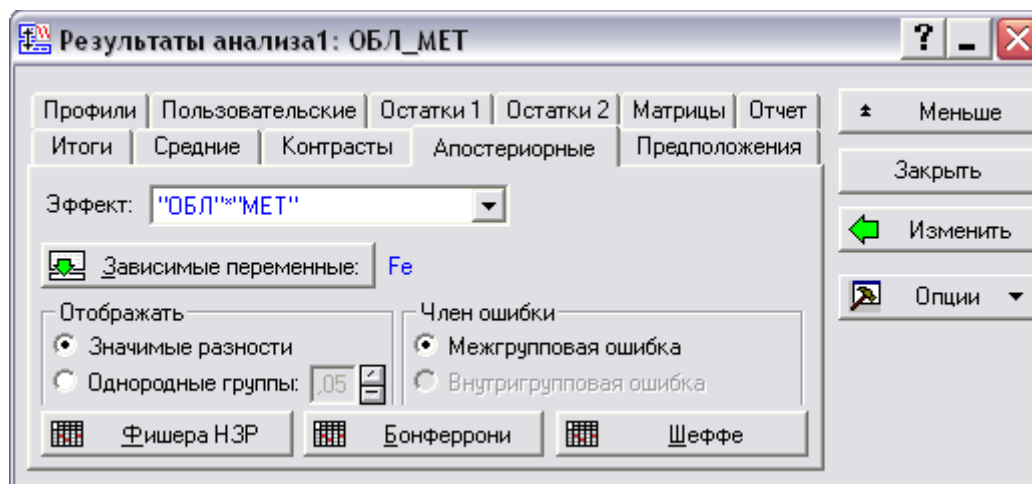 Результаты анализа1: ОБЛ_МЕТ
?
Профили Пользовательские Остатки 1 Остатки 2 Матрицы Отчет
Итоги Средние Контрасты Апостериорные Предположения
Меньше
Закрыть
Изменить
Опции
Эффект: "ОБЛ"*"МЕТ"
Зависимые переменные: Fe
Отображать
Значимые разности
Однородные группы: ,05
Член ошибки
Межгрупповая ошибка
Внутригрупповая ошибка
Фишера НЗР Бонферрони Шеффе